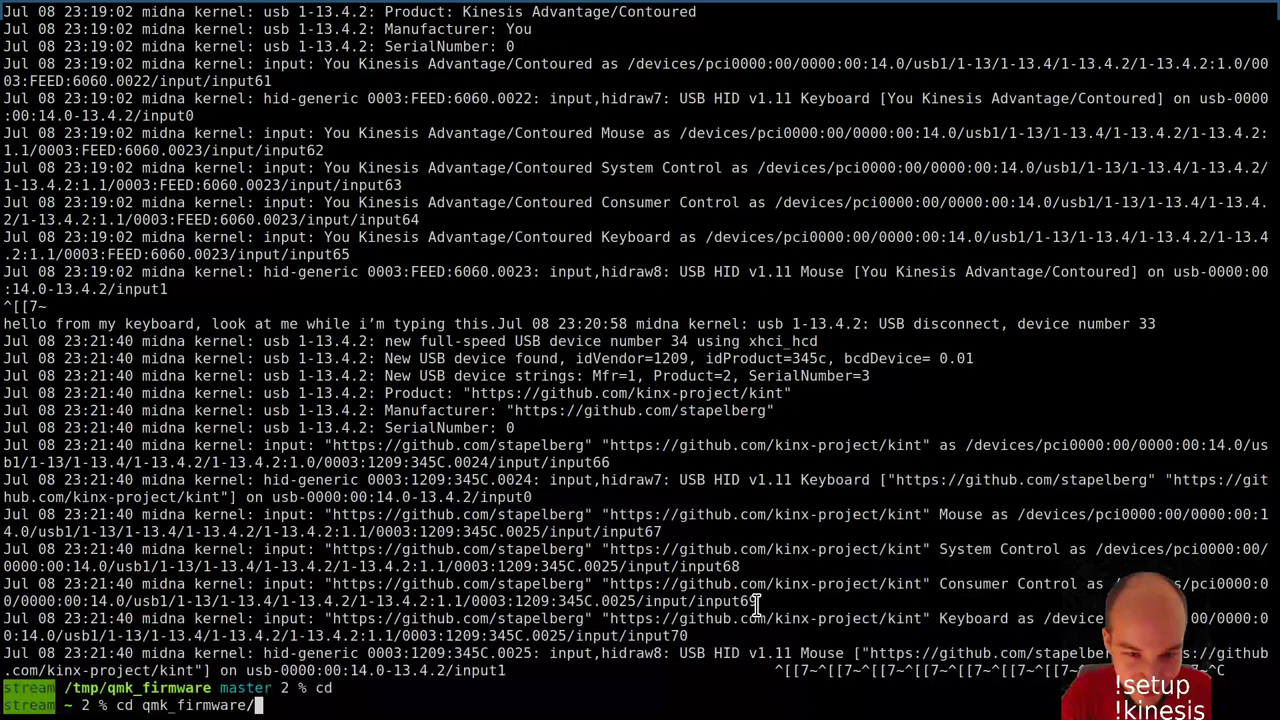 Jul 08 23:19:02 midna kernel: usb 1-13.4.2: Product: Kinesis Advantage/Contoured
Jul 08 23:19:02 midna kernel: usb 1-13.4.2: Manufacturer: You
Jul 08 23:19:02 midna kernel: usb 1-13.4.2: SerialNumber: 0
Jul 08 23:19:02 midna kernel: input: You Kinesis Advantage/Contoured as /devices/pci0000:00/0000:00:14.0/usb1/1-13/1-13.4/1-13.4.2/1-13.4.2:1.0/00
03:FEED:6060.0022/input/input61
Jul 08 23:19:02 midna kernel: hid-generic 0003:FEED:6060.0022: input,hidraw7: USB HID v1.11 Keyboard [You Kinesis Advantage/Contoured] on usb-0000
:00:14.0-13.4.2/input0
Jul 08 23:19:02 midna kernel: input: You Kinesis Advantage/Contoured Mouse as /devices/pci0000:00/0000:00:14.0/usb1/1-13/1-13.4/1-13.4.2/1-13.4.2:
1.1/0003:FEED:6060.0023/input/input62
Jul 08 23:19:02 midna kernel: input: You Kinesis Advantage/Contoured System Control as /devices/pci0000:00/0000:00:14.0/usb1/1-13/1-13.4/1-13.4.2/
1-13.4.2:1.1/0003:FEED:6060.0023/input/input63
Jul 08 23:19:02 midna kernel: input: You Kinesis Advantage/Contoured Consumer Control as /devices/pci0000:00/0000:00:14.0/usb1/1-13/1-13.4/1-13.4.
2/1-13.4.2:1.1/0003:FEED:6060.0023/input/input64
Jul 08 23:19:02 midna kernel: input: You Kinesis Advantage/Contoured Keyboard as /devices/pci0000:00/0000:00:14.0/usb1/1-13/1-13.4/1-13.4.2/1-13.4
.2:1.1/0003:FEED:6060.0023/input/input65
Jul 08 23:19:02 midna kernel: hid-generic 0003:FEED:6060.0023: input,hidraw8: USB HID v1.11 Mouse [You Kinesis Advantage/Contoured] on usb-0000:00
:14.0-13.4.2/input1
^[[7~
hello from my keyboard, look at me while i’m typing this.Jul 08 23:20:58 midna kernel: usb 1-13.4.2: USB disconnect, device number 33
Jul 08 23:21:40 midna kernel: usb 1-13.4.2: new full-speed USB device number 34 using xhci_hcd
Jul 08 23:21:40 midna kernel: usb 1-13.4.2: New USB device found, idVendor=1209, idProduct=345c, bcdDevice= 0.01
Jul 08 23:21:40 midna kernel: usb 1-13.4.2: New USB device strings: Mfr=1, Product=2, SerialNumber=3
Jul 08 23:21:40 midna kernel: usb 1-13.4.2: Product: "https://github.com/kinx-project/kint"
Jul 08 23:21:40 midna kernel: usb 1-13.4.2: Manufacturer: "https://github.com/stapelberg"
Jul 08 23:21:40 midna kernel: usb 1-13.4.2: SerialNumber: 0
Jul 08 23:21:40 midna kernel: input: "https://github.com/stapelberg" "https://github.com/kinx-project/kint" as /devices/pci0000:00/0000:00:14.0/us
b1/1-13/1-13.4/1-13.4.2/1-13.4.2:1.0/0003:1209:345C.0024/input/input66
Jul 08 23:21:40 midna kernel: hid-generic 0003:1209:345C.0024: input,hidraw7: USB HID v1.11 Keyboard ["https://github.com/stapelberg" "https://git
hub.com/kinx-project/kint"] on usb-0000:00:14.0-13.4.2/input0
Jul 08 23:21:40 midna kernel: input: "https://github.com/stapelberg" "https://github.com/kinx-project/kint" Mouse as /devices/pci0000:00/0000:00:1
4.0/usb1/1-13/1-13.4/1-13.4.2/1-13.4.2:1.1/0003:1209:345C.0025/input/input67
Jul 08 23:21:40 midna kernel: input: "https://github.com/stapelberg" "https://github.com/kinx-project/kint" System Control as /devices/pci0000:00/
0000:00:14.0/usb1/1-13/1-13.4/1-13.4.2/1-13.4.2:1.1/0003:1209:345C.0025/input/input68
Jul 08 23:21:40 midna kernel: input: "https://github.com/stapelberg" "https://github.com/kinx-project/kint" Consumer Control as /pci0000:0
0/0000:00:14.0/usb1/1-13/1-13.4/1-13.4.2/1-13.4.2:1.1/0003:1209:345C.0025/input/input69
Jul 08 23:21:40 midna kernel: input: "https://github.com/stapelberg" "https://github.com/kinx-project/kint" Keyboard as 00:00/0000:0
0:14.0/usb1/1-13/1-13.4/1-13.4.2/1-13.4.2:1.1/0003:1209:345C.0025/input/input70
Jul 08 23:21:40 midna kernel: hid-generic 0003:1209:345C.0025: input,hidraw8: USB HID v1.11 Mouse ["https://github.com/stapelberg "https://github
.com/kinx-project/kint"] on usb-0000:00:14.0-13.4.2/input1 ^[[7~^[[7~^[[7~^[[7~^[[7~^[[7~ ~^C
stream /tmp/qmk_firmware master 2 % cd
stream ~ 2 % cd qmk_firmware/
!setup
!kinesis